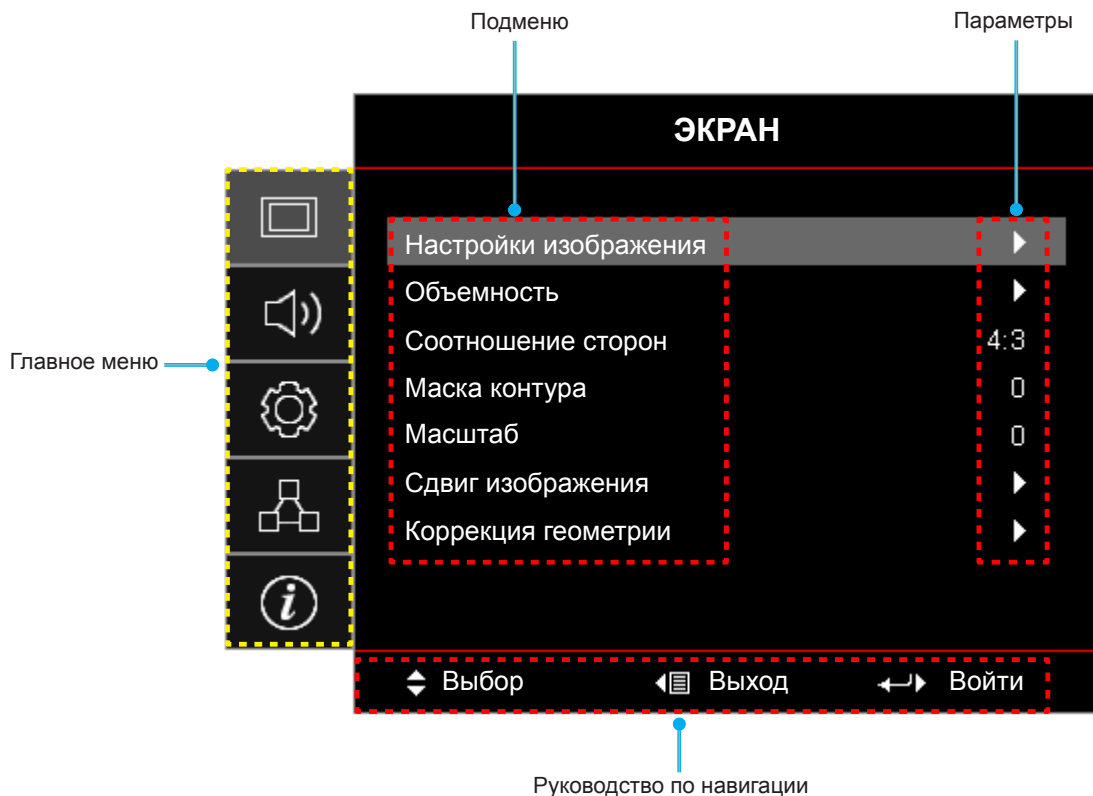 Подменю
Параметры
ЭКРАН
Настройки изображения
Объемность
Соотношение сторон 4:3
Маска контура 0
Масштаб 0
Сдвиг изображения
Коррекция геометрии
Главное меню
i
Выбор Выход Войти
Руководство по навигации